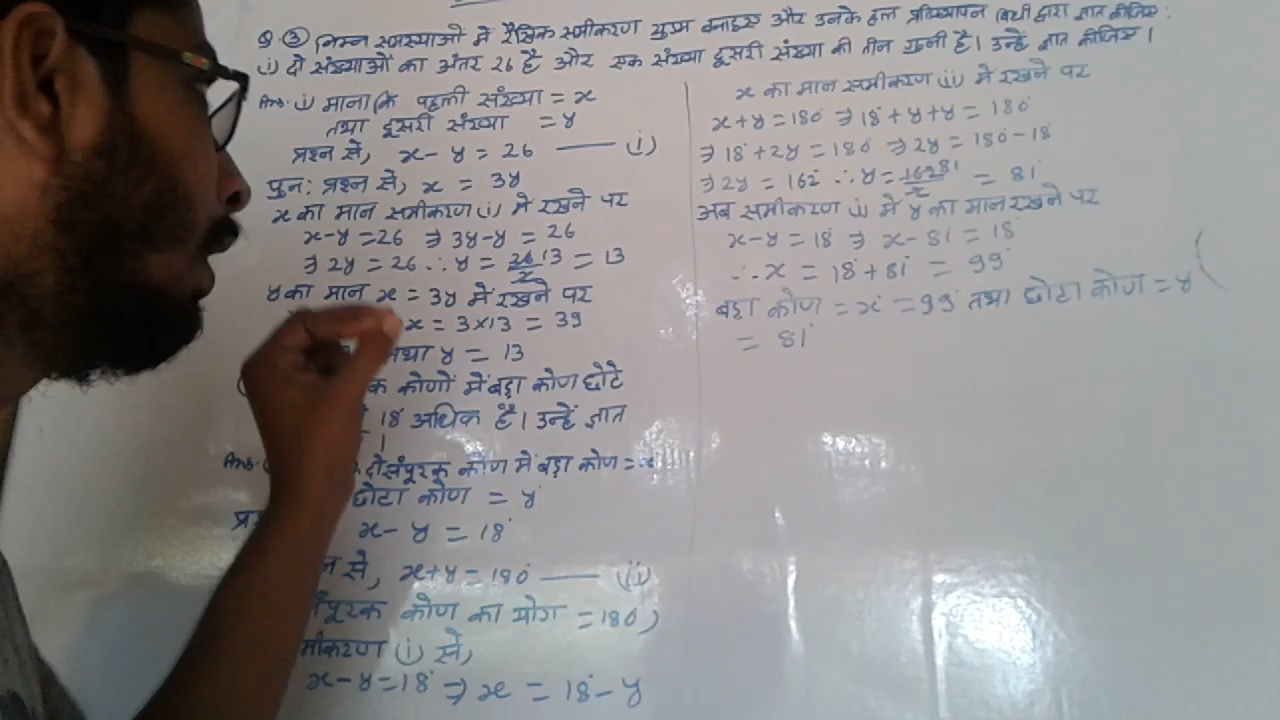 Q ③ निम्न समस्याओं में रैखिक समीकरण युग्म बनाइए और उनके हल प्रतिस्थापन विधी द्वारा ज्ञात कीजिए:
(i) दो संख्याओं का अंतर 26 है और एक संख्या दूसरी संख्या की तीन गुनी है। उन्हें ज्ञात कीजिए।
Ans. (i) माना कि पहली संख्या = x
तथा दूसरी संख्या = y
प्रश्न से, x - y = 26 —— (i)
पुनः प्रश्न से, x = 3y
x का मान समीकरण (i) में रखने पर
x-y=26 ⇒ 3y-y = 26
⇒ 2y = 26 ∴ y = 26 13/2 = 13
y का मान x = 3y में रखने पर
x = 3×13 = 39
तथा y = 13
कोणों में बड़ा कोण छोटे
18° अधिक है। उन्हें ज्ञात
Ans. दो संपूरक कोण में बड़ा कोण = x
छोटा कोण = y°
x - y = 18°
से, x+y = 180° —— (ii)
संपूरक कोण का योग = 180°)
समीकरण (i) से,
x-y=18° ⇒ x = 18°-y
x का मान समीकरण (ii) में रखने पर
x+y=180° ⇒ 18°+y+y = 180°
⇒ 18°+2y = 180° ⇒ 2y = 180°-18°
⇒ 2y = 162° ∴ y = 162 81/2 = 81°
अब समीकरण (i) में y का मान रखने पर
x-y = 18° ⇒ x-81° = 18°
∴ x = 18°+81° = 99°
बड़ा कोण = x° = 99° तथा छोटा कोण = y
= 81°